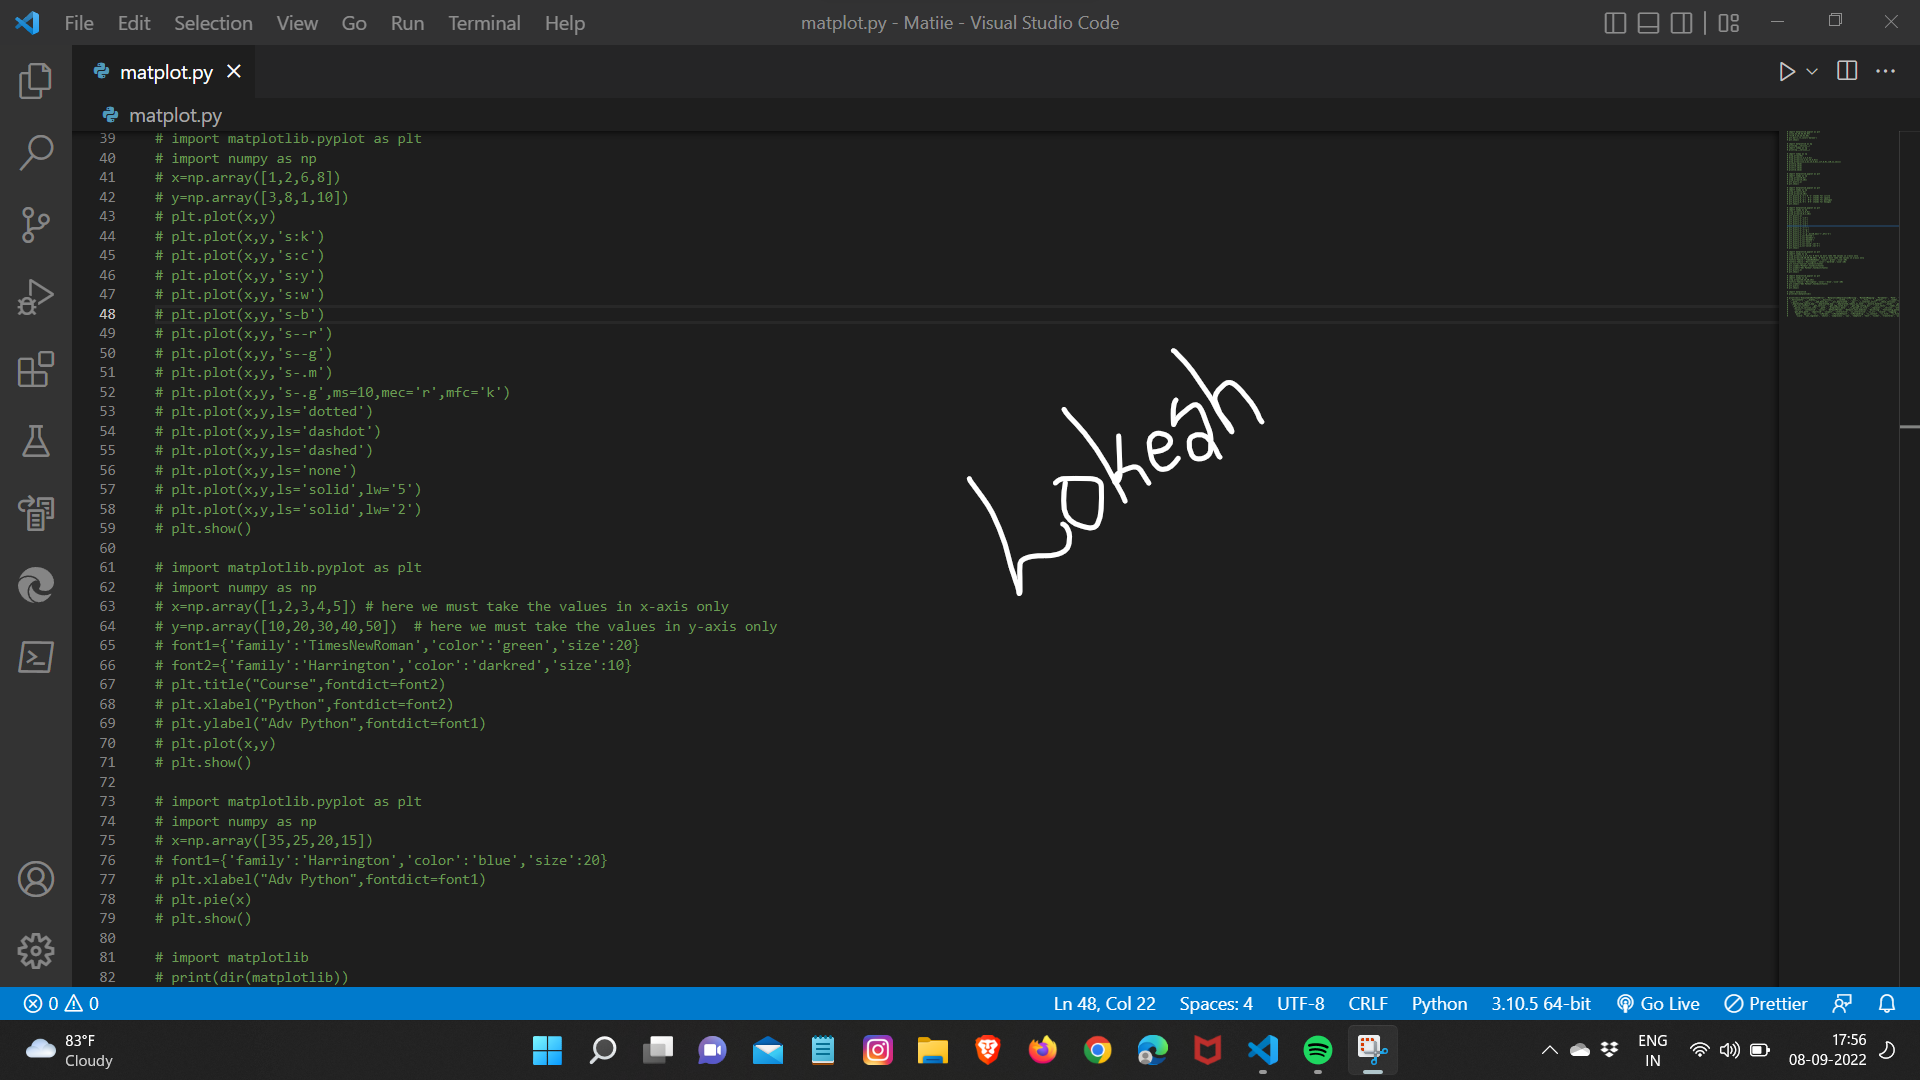 File Edit Selection View Go Run Terminal Help matplot.py - Matiie - Visual Studio Code
matplot.py
matplot.py
39 # import matplotlib.pyplot as plt
40 # import numpy as np
41 # x=np.array([1,2,6,8])
42 # y=np.array([3,8,1,10])
43 # plt.plot(x,y)
44 # plt.plot(x,y,'s:k')
45 # plt.plot(x,y,'s:c')
46 # plt.plot(x,y,'s:y')
47 # plt.plot(x,y,'s:w')
48 # plt.plot(x,y,'s-b')
49 # plt.plot(x,y,'s--r')
50 # plt.plot(x,y,'s--g')
51 # plt.plot(x,y,'s-.m')
52 # plt.plot(x,y,'s-.g',ms=10,mec='r',mfc='k')
53 # plt.plot(x,y,ls='dotted')
54 # plt.plot(x,y,ls='dashdot')
55 # plt.plot(x,y,ls='dashed')
56 # plt.plot(x,y,ls='none')
57 # plt.plot(x,y,ls='solid',lw='5')
58 # plt.plot(x,y,ls='solid',lw='2')
59 # plt.show()
60
61 # import matplotlib.pyplot as plt
62 # import numpy as np
63 # x=np.array([1,2,3,4,5]) # here we must take the values in x-axis only
64 # y=np.array([10,20,30,40,50])  # here we must take the values in y-axis only
65 # font1={'family':'TimesNewRoman','color':'green','size':20}
66 # font2={'family':'Harrington','color':'darkred','size':10}
67 # plt.title("Course",fontdict=font2)
68 # plt.xlabel("Python",fontdict=font2)
69 # plt.ylabel("Adv Python",fontdict=font1)
70 # plt.plot(x,y)
71 # plt.show()
72
73 # import matplotlib.pyplot as plt
74 # import numpy as np
75 # x=np.array([35,25,20,15])
76 # font1={'family':'Harrington','color':'blue','size':20}
77 # plt.xlabel("Adv Python",fontdict=font1)
78 # plt.pie(x)
79 # plt.show()
80
81 # import matplotlib
82 # print(dir(matplotlib))
Lokesh
0 0 Ln 48, Col 22 Spaces: 4 UTF-8 CRLF Python 3.10.5 64-bit Go Live Prettier
83°F
Cloudy
ENG
IN
17:56
08-09-2022